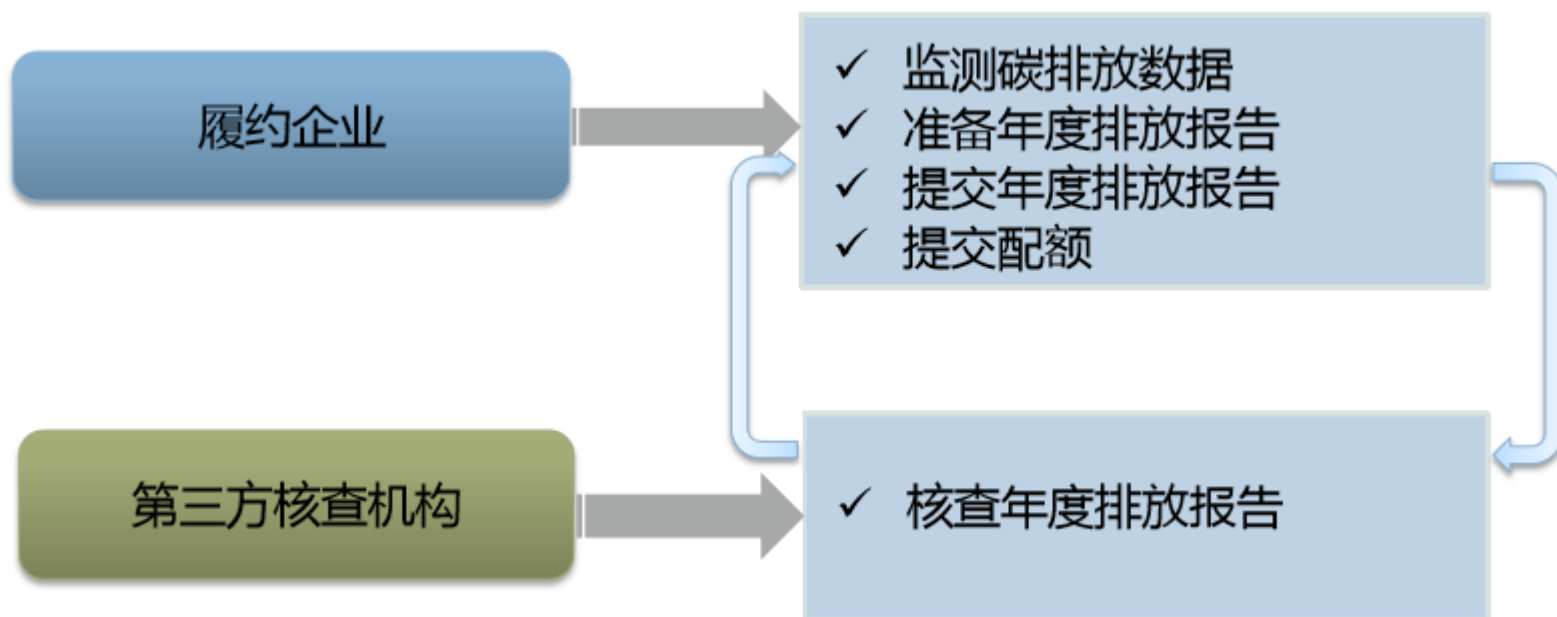 履约企业
✓ 监测碳排放数据
✓ 准备年度排放报告
✓ 提交年度排放报告
✓ 提交配额
第三方核查机构
✓ 核查年度排放报告